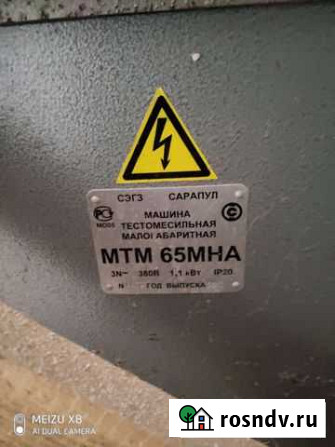 СЭГЗ САРАПУЛ
МАШИНА
ТЕСТОМЕСИЛЬНАЯ
МАЛОГАБАРИТНАЯ
МТМ 65МНА
3N~ 380В 1,1 кВт IP20
N ГОД ВЫПУСКА
MEIZU X8
AI DUAL CAMERA
rosndv.ru